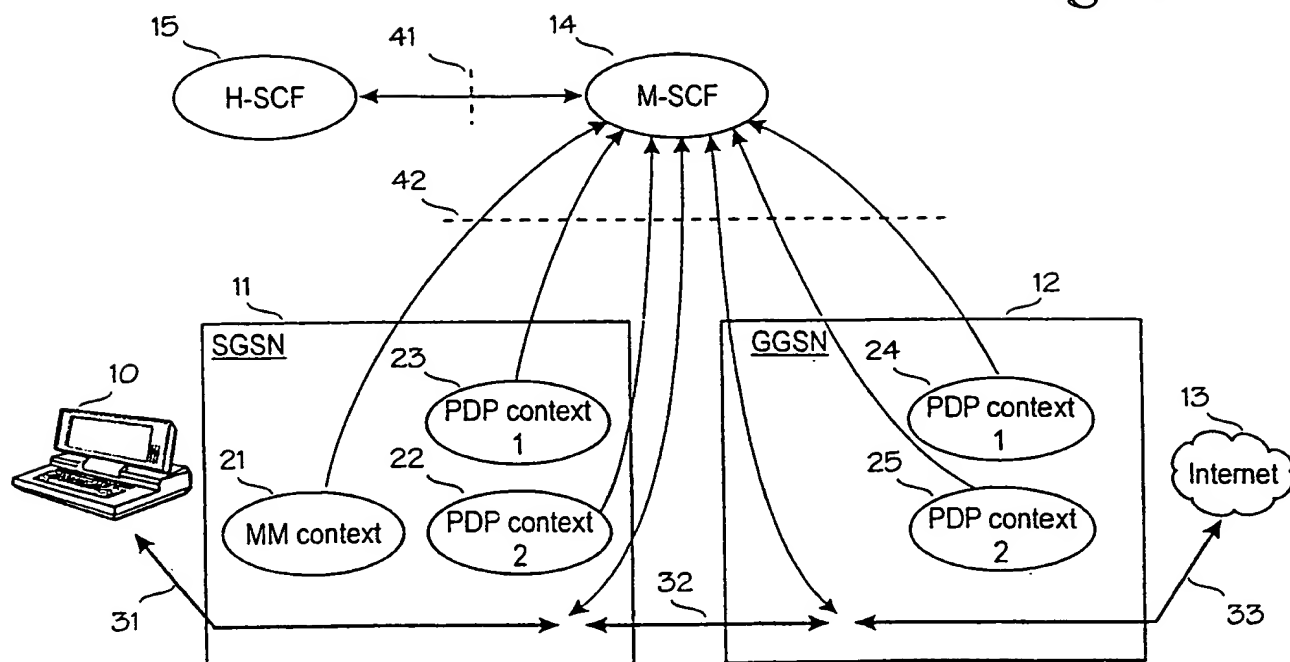 15
41
14
H-SCF
M-SCF
42
11
12
SGSN
GGSN
10
23
24
13
PDP context
1
PDP context
1
21
22
25
Internet
MM context
PDP context
2
PDP context
2
31
32
33